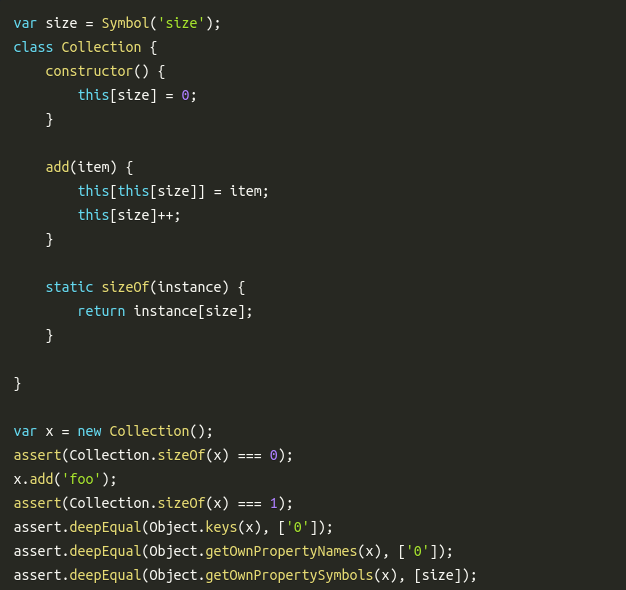 var size = Symbol('size');
class Collection {
    constructor() {
        this[size] = 0;
    }

    add(item) {
        this[this[size]] = item;
        this[size]++;
    }

    static sizeOf(instance) {
        return instance[size];
    }

}

var x = new Collection();
assert(Collection.sizeOf(x) === 0);
x.add('foo');
assert(Collection.sizeOf(x) === 1);
assert.deepEqual(Object.keys(x), ['0']);
assert.deepEqual(Object.getOwnPropertyNames(x), ['0']);
assert.deepEqual(Object.getOwnPropertySymbols(x), [size]);